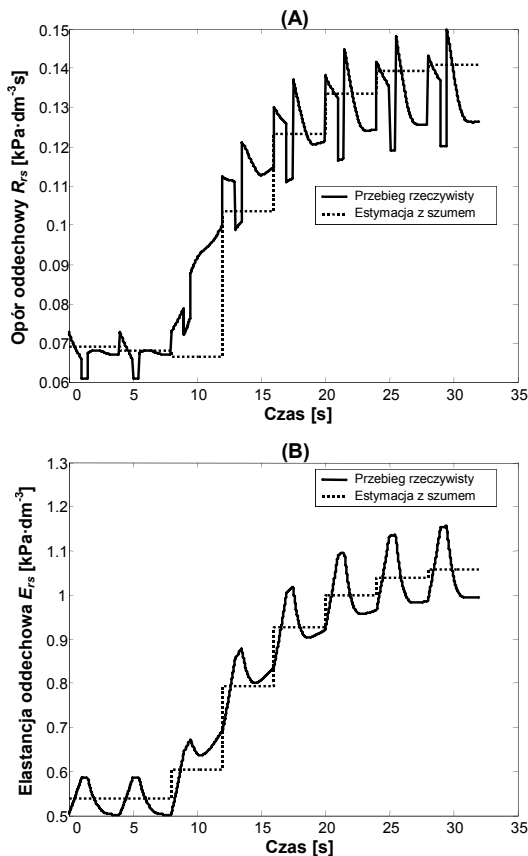 (A)
0.15
0.14
0.13
0.12
0.11
0.1
0.09
0.08
0.07
0.06
Opór oddechowy Rrs [kPa·dm-3s]
Przebieg rzeczywisty
Estymacja z szumem
0 5 10 15 20 25 30 35
Czas [s]
(B)
1.3
1.2
1.1
1
0.9
0.8
0.7
0.6
0.5
Elastancja oddechowa Ers [kPa·dm-3]
Przebieg rzeczywisty
Estymacja z szumem
0 5 10 15 20 25 30 35
Czas [s]